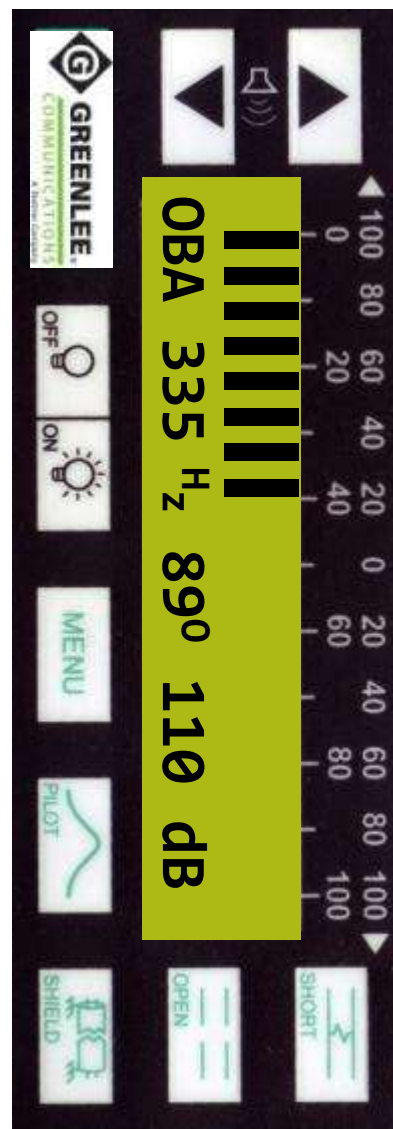 100 80 60 40 20 0 20 40 60 80 100
0 20 40 60 80 100
SHORT
OBA 335 Hz 89° 110 dB
OPEN
G GREENLEE
COMMUNICATIONS
OFF
ON
MENU
PILOT
SHIELD